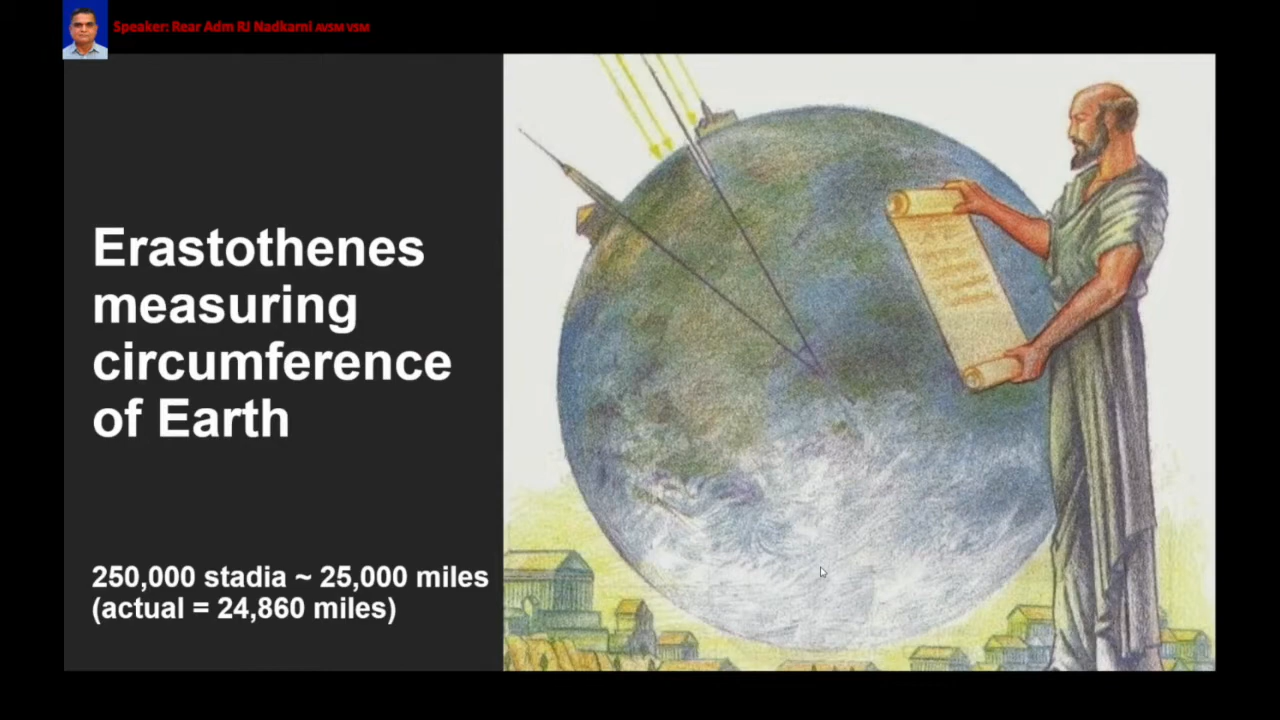 Speaker: Rear Adm RJ Nadkarni AVSM VSM
Erastothenes
measuring
circumference
of Earth
250,000 stadia ~ 25,000 miles
(actual = 24,860 miles)